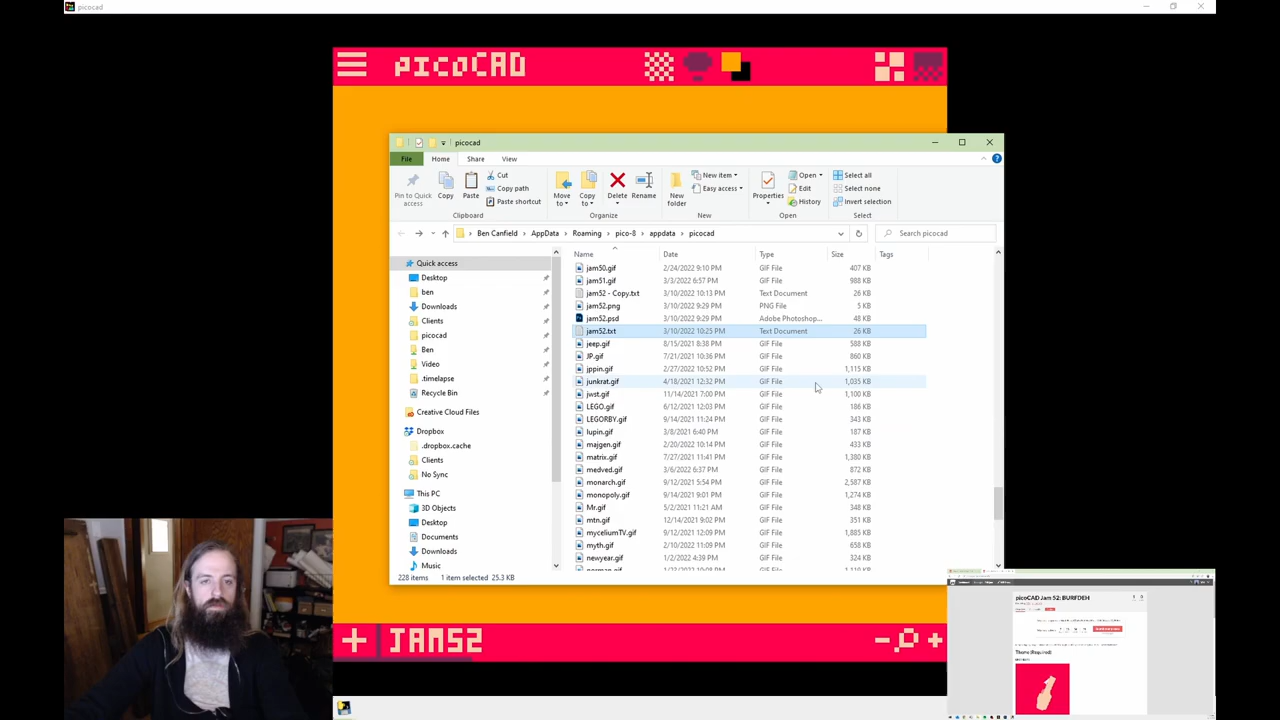 picocad
picoCAD
picocad
File Home Share View
Pin to Quick access
Copy
Paste
Cut
Copy path
Paste shortcut
Clipboard
Move to
Copy to
Delete
Rename
Organize
New folder
New item
Easy access
New
Properties
Open
Edit
History
Open
Select all
Select none
Invert selection
Select
Ben Canfield > AppData > Roaming > pico-8 > appdata > picocad
Search picocad
Quick access
Desktop
ben
Downloads
Clients
picocad
Ben
Video
.timelapse
Recycle Bin
Creative Cloud Files
Dropbox
.dropbox.cache
Clients
No Sync
This PC
3D Objects
Desktop
Documents
Downloads
Music
Name Date Type Size Tags
jam50.gif 2/24/2022 9:10 PM GIF File 407 KB
jam51.gif 3/3/2022 6:57 PM GIF File 988 KB
jam52 - Copy.txt 3/10/2022 10:13 PM Text Document 26 KB
jam52.png 3/10/2022 9:29 PM PNG File 5 KB
jam52.psd 3/10/2022 9:29 PM Adobe Photoshop... 48 KB
jam52.txt 3/10/2022 10:25 PM Text Document 26 KB
jeep.gif 8/15/2021 8:38 PM GIF File 588 KB
JP.gif 7/21/2021 10:36 PM GIF File 860 KB
jppin.gif 2/27/2022 10:52 PM GIF File 1,115 KB
junkrat.gif 4/18/2021 12:32 PM GIF File 1,035 KB
jwst.gif 11/14/2021 7:00 PM GIF File 1,100 KB
LEGO.gif 6/12/2021 12:03 PM GIF File 186 KB
LEGORBY.gif 9/14/2021 11:24 PM GIF File 343 KB
lupin.gif 3/8/2021 6:40 PM GIF File 187 KB
majgen.gif 2/20/2022 10:14 PM GIF File 433 KB
matrix.gif 7/27/2021 11:41 PM GIF File 1,380 KB
medved.gif 3/6/2022 6:37 PM GIF File 872 KB
monarch.gif 9/12/2021 5:54 PM GIF File 2,587 KB
monopoly.gif 9/14/2021 9:01 PM GIF File 1,274 KB
Mr.gif 5/2/2021 11:21 AM GIF File 348 KB
mtn.gif 12/14/2021 9:02 PM GIF File 351 KB
myceliumTV.gif 9/12/2021 12:09 PM GIF File 1,885 KB
myth.gif 2/10/2022 11:09 PM GIF File 658 KB
newyear.gif 1/2/2022 4:39 PM GIF File 324 KB
228 items 1 item selected 25.3 KB
JAM52
picoCAD Jam 52: BURFDEH
Theme (Required)